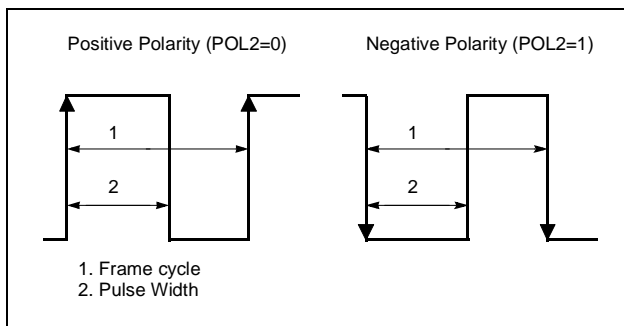 Positive Polarity (POL2=0)
Negative Polarity (POL2=1)
1
2
1
2
1. Frame cycle
2. Pulse Width